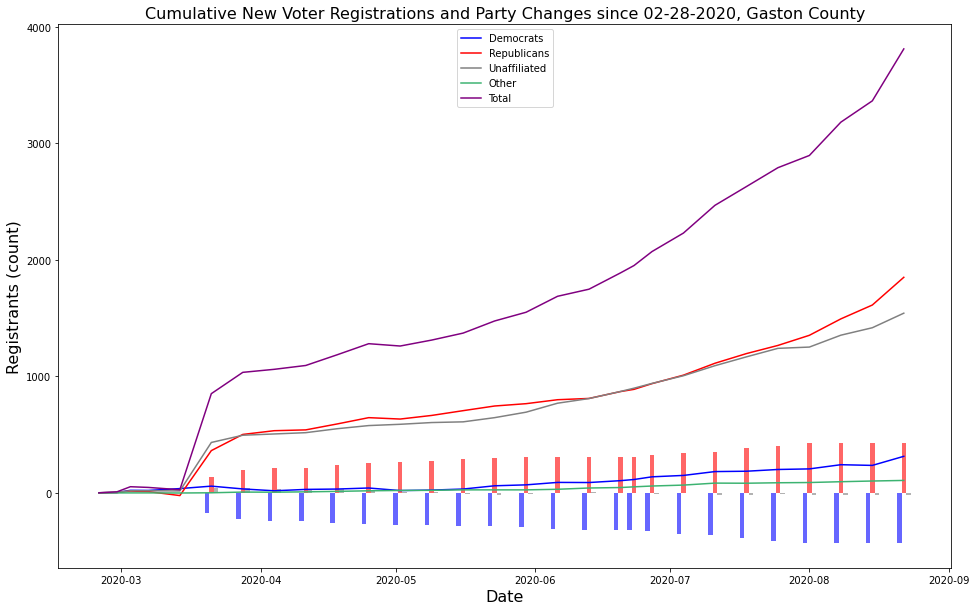 Cumulative New Voter Registrations and Party Changes since 02-28-2020, Gaston County
Democrats
Republicans
Unaffiliated
Other
Total
Registrants (count)
4000
3000
2000
1000
0
2020-03 2020-04 2020-05 2020-06 2020-07 2020-08 2020-09
Date